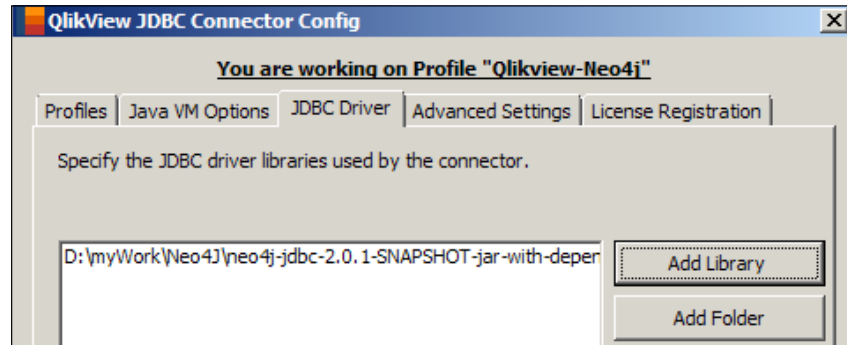 QlikView JDBC Connector Config
You are working on Profile "Qlikview-Neo4j"
Profiles Java VM Options JDBC Driver Advanced Settings License Registration
Specify the JDBC driver libraries used by the connector.
D:\myWork\Neo4J\neo4j-jdbc-2.0.1-SNAPSHOT-jar-with-depen
Add Library
Add Folder